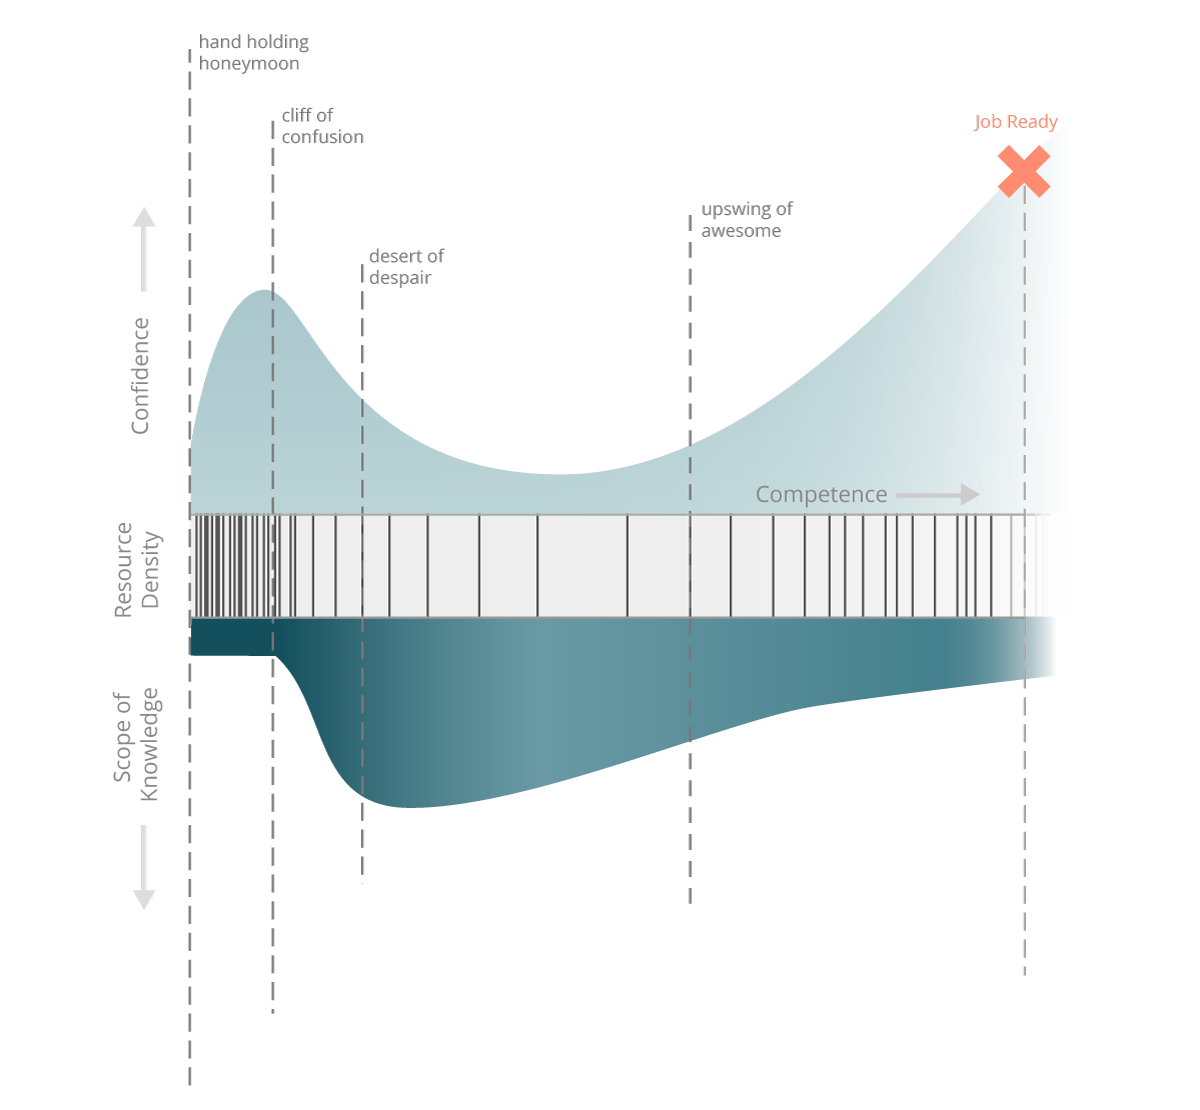 hand holding
honeymoon
cliff of
confusion
Job Ready
upswing of
awesome
desert of
despair
Confidence
Competence
Resource
Density
Scope of
Knowledge